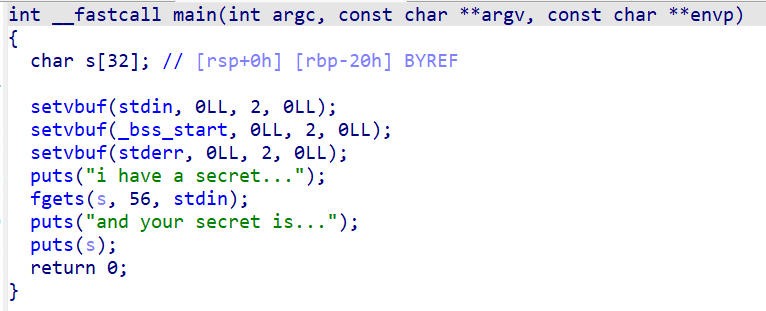 int __fastcall main(int argc, const char **argv, const char **envp)
{
  char s[32]; // [rsp+0h] [rbp-20h] BYREF

  setvbuf(stdin, 0LL, 2, 0LL);
  setvbuf(_bss_start, 0LL, 2, 0LL);
  setvbuf(stderr, 0LL, 2, 0LL);
  puts("i have a secret...");
  fgets(s, 56, stdin);
  puts("and your secret is...");
  puts(s);
  return 0;
}